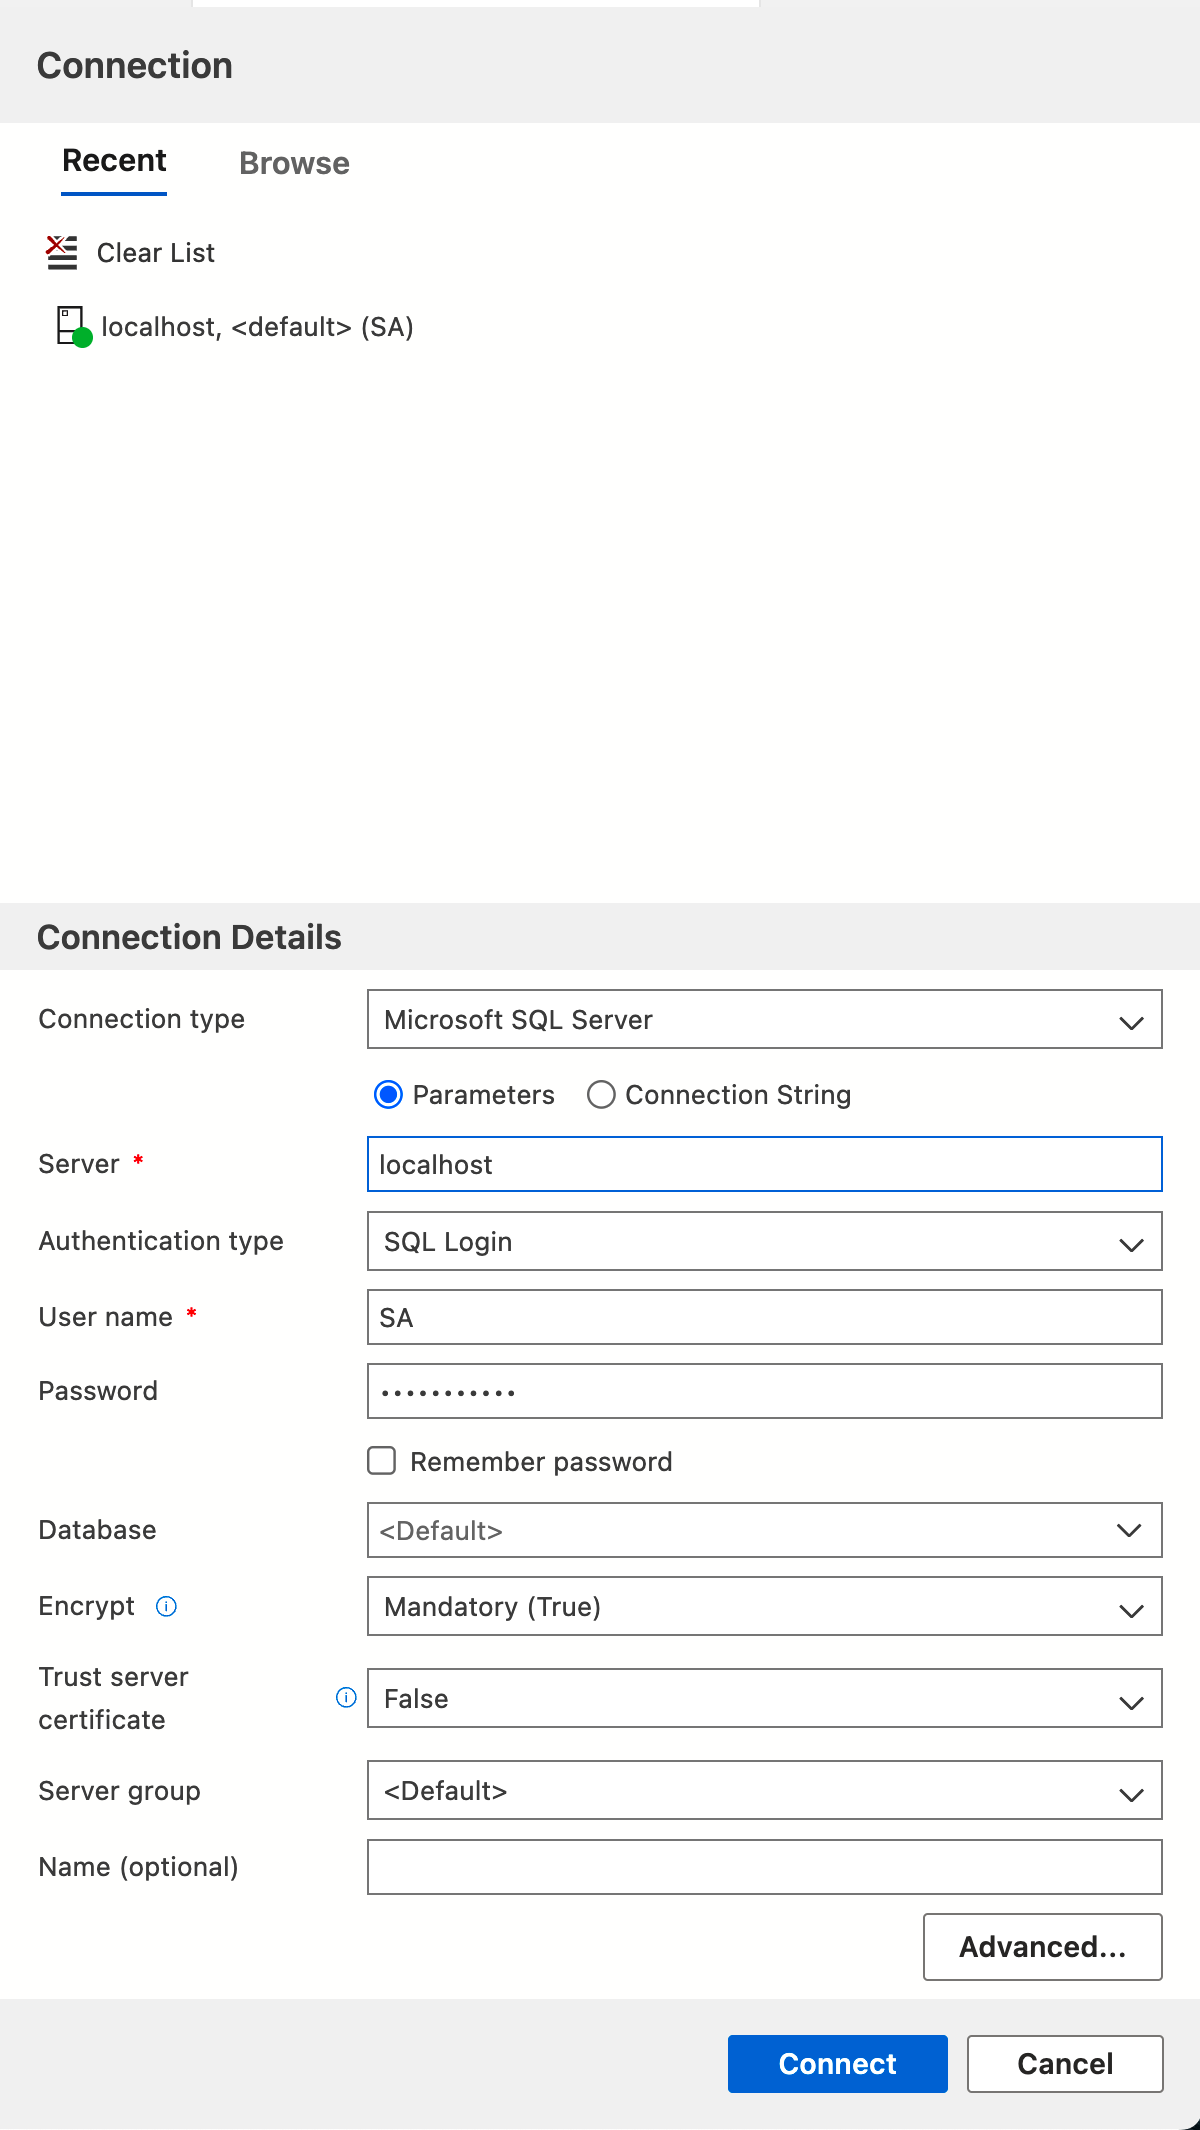 Connection
Recent Browse
Clear List
localhost, <default> (SA)
Connection Details
Connection type Microsoft SQL Server
Parameters Connection String
Server * localhost
Authentication type SQL Login
User name * SA
Password •••••••••••
Remember password
Database <Default>
Encrypt Mandatory (True)
Trust server
certificate
False
Server group <Default>
Name (optional)
Advanced...
Connect Cancel